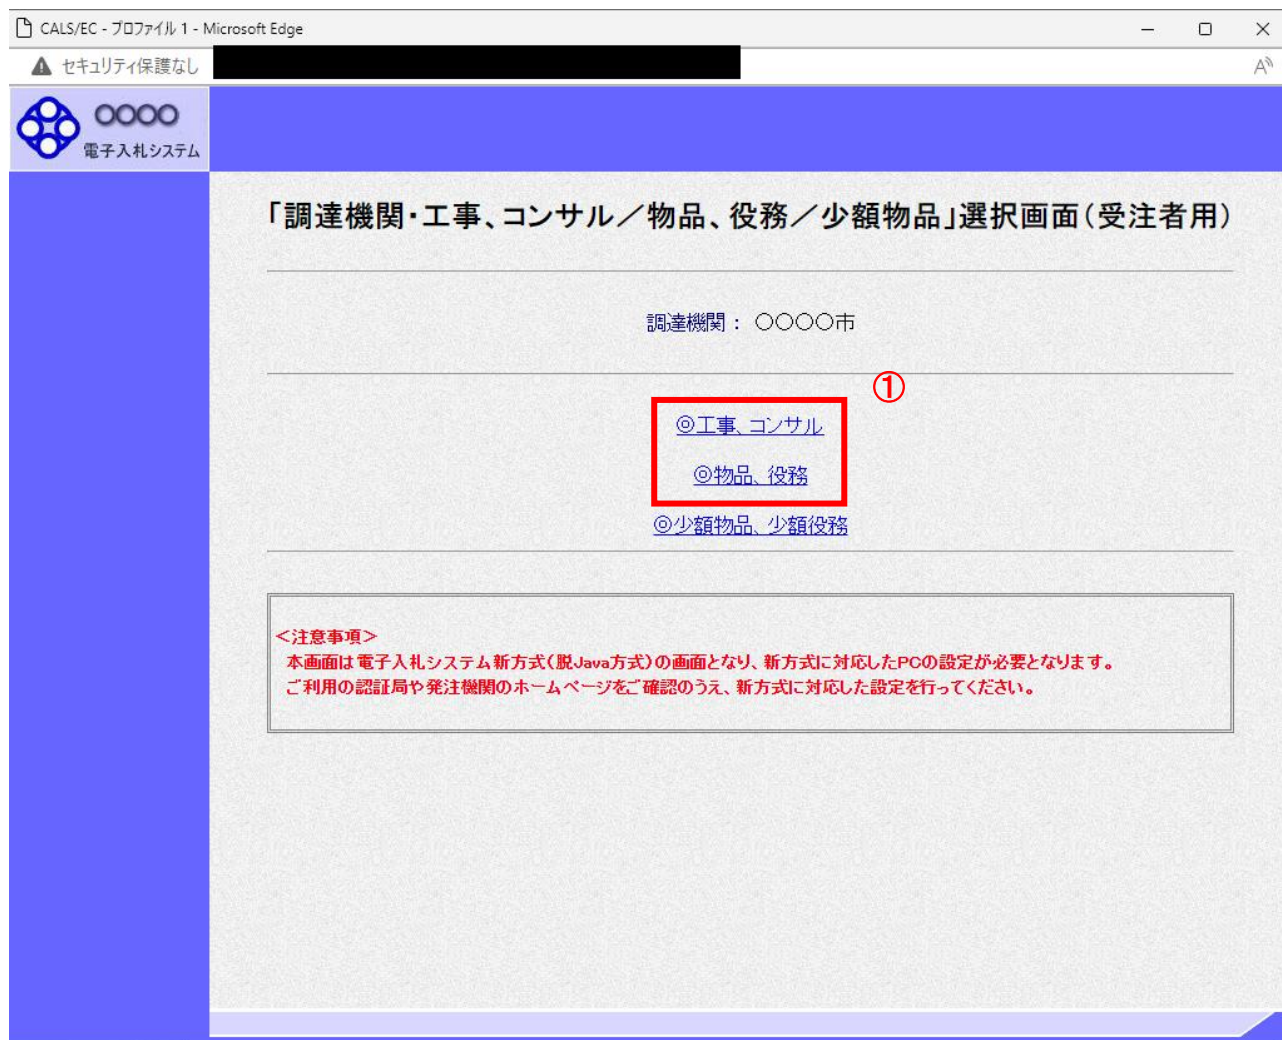 CALS/EC - プロファイル 1 - Microsoft Edge
セキュリティ保護なし
○○○○
電子入札システム
「調達機関・工事、コンサル／物品、役務／少額物品」選択画面(受注者用)
調達機関： ○○○○市
①
◎工事、コンサル
◎物品、役務
◎少額物品、少額役務
＜注意事項＞
本画面は電子入札システム新方式(脱Java方式)の画面となり、新方式に対応したPCの設定が必要となります。
ご利用の認証局や発注機関のホームページをご確認のうえ、新方式に対応した設定を行ってください。